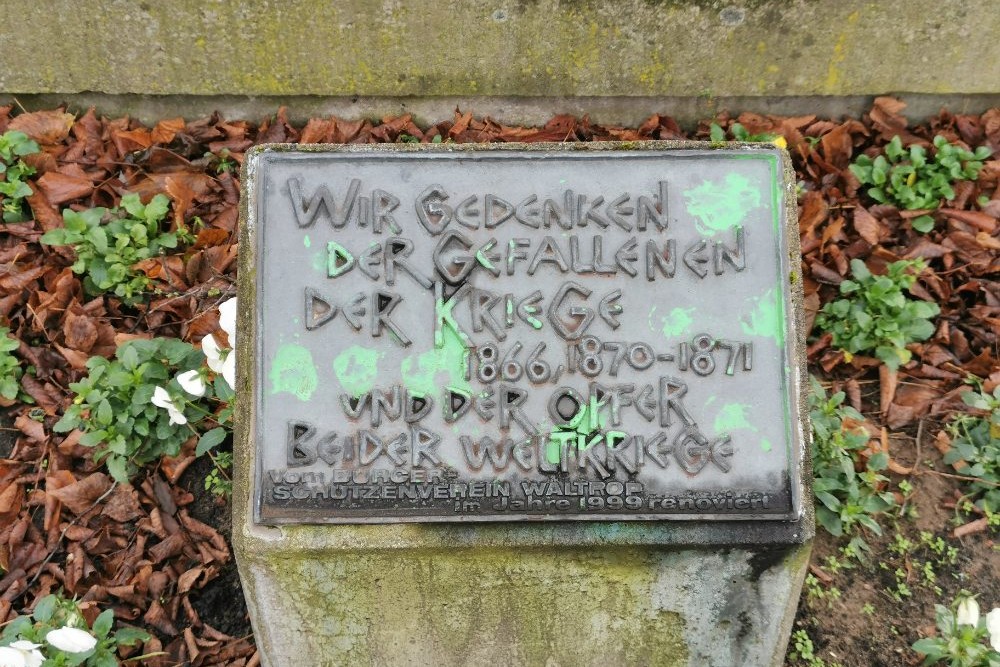 WIR GEDENKEN
DER GEFALLENEN
DER KRIEGE
1866, 1870-1871
UND DER OPFER
BEIDER WELTKRIEGE
Vom BÜRGER-
SCHÜTZENVEREIN WALTROP
im Jahre 1999 renoviert